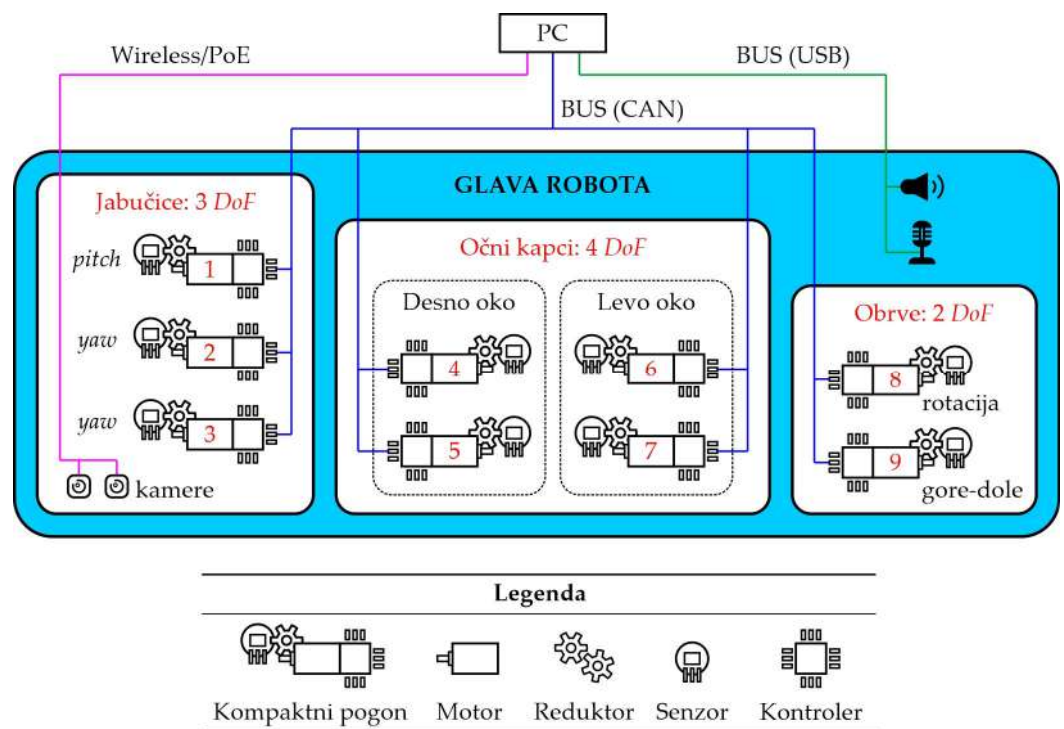 PC
Wireless/PoE
BUS (USB)
BUS (CAN)
GLAVA ROBOTA
Jabučice: 3 DoF
pitch
1
yaw
2
yaw
3
kamere
Očni kapci: 4 DoF
Desno oko
4
5
Levo oko
6
7
Obrve: 2 DoF
8
rotacija
9
gore-dole
Legenda
Kompaktni pogon Motor Reduktor Senzor Kontroler